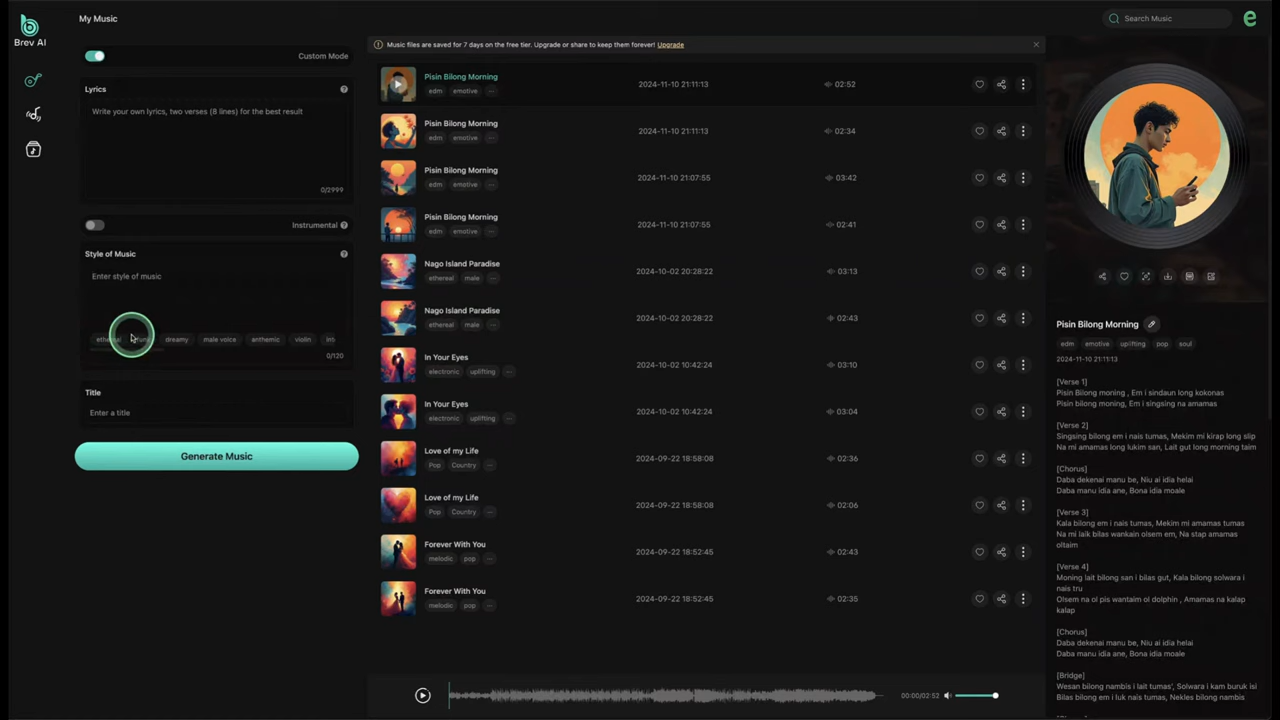 Brev AI
My Music
Search Music
Custom Mode
Music files are saved for 7 days on the free tier. Upgrade or share to keep them forever! Upgrade
Lyrics
Write your own lyrics, two verses (8 lines) for the best result
0/2999
Instrumental
Style of Music
Enter style of music
dreamy male voice anthemic violin
0/120
Title
Enter a title
Generate Music
Pisin Bilong Morning 2024-11-10 21:11:13 02:52
edm emotive ...
Pisin Bilong Morning 2024-11-10 21:11:13 02:34
edm emotive ...
Pisin Bilong Morning 2024-11-10 21:07:55 03:42
edm emotive ...
Pisin Bilong Morning 2024-11-10 21:07:55 02:41
edm emotive ...
Nago Island Paradise 2024-10-02 20:28:22 03:13
ethereal male ...
Nago Island Paradise 2024-10-02 20:28:22 02:43
ethereal male ...
In Your Eyes 2024-10-02 10:42:24 03:10
electronic uplifting ...
In Your Eyes 2024-10-02 10:42:24 03:04
electronic uplifting ...
Love of my Life 2024-09-22 18:58:08 02:36
Pop Country ...
Love of my Life 2024-09-22 18:58:08 02:06
Pop Country ...
Forever With You 2024-09-22 18:52:45 02:43
melodic pop ...
Forever With You 2024-09-22 18:52:45 02:35
melodic pop ...
00:00/02:52
Pisin Bilong Morning
edm emotive uplifting pop soul
2024-11-10 21:11:13
[Verse 1]
Pisin Bilong moning , Em i sindaun long kokonas
Pisin bilong moning, Em i singsing na amamas
[Verse 2]
Singsing bilong em i nais tumas, Mekim mi kirap long slip
Na mi amamas long lukim san, Lait gut long morning taim
[Chorus]
Daba dekenai manu be, Niu ai idia helai
Daba manu idia ane, Bona idia moale
[Verse 3]
Kala bilong em i nais tumas, Mekim mi amamas tumas
Na mi laik bilas wankain olsem em, Na stap amamas
oltaim
[Verse 4]
Moning lait bilong san i bilas gut, Kala bilong solwara i
nais tru
Olsem na ol pis wantaim ol dolphin , Amamas na kalap
kalap
[Chorus]
Daba dekenai manu be, Niu ai idia helai
Daba manu idia ane, Bona idia moale
[Bridge]
Wesan bilong nambis i lait tumas', Solwara i kam buruk isi
Bilas bilong em i luk nais tumas, Nekles bilong nambis